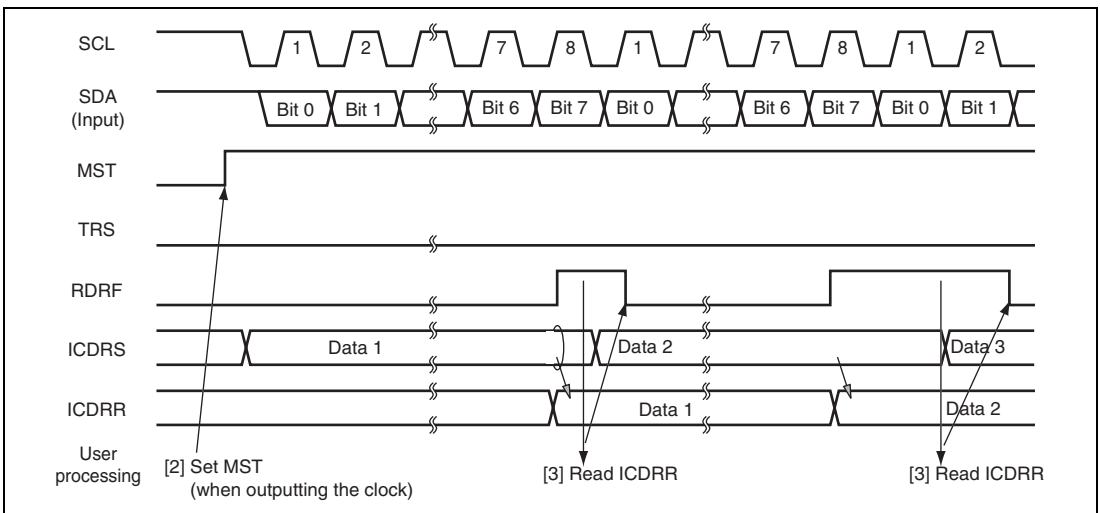 SCL 1 2 7 8 1 7 8 1 2
SDA
(Input) Bit 0 Bit 1 Bit 6 Bit 7 Bit 0 Bit 6 Bit 7 Bit 0 Bit 1
MST
TRS
RDRF
ICDRS Data 1 Data 2 Data 3
ICDRR Data 1 Data 2
User
processing
[2] Set MST
(when outputting the clock)
[3] Read ICDRR
[3] Read ICDRR